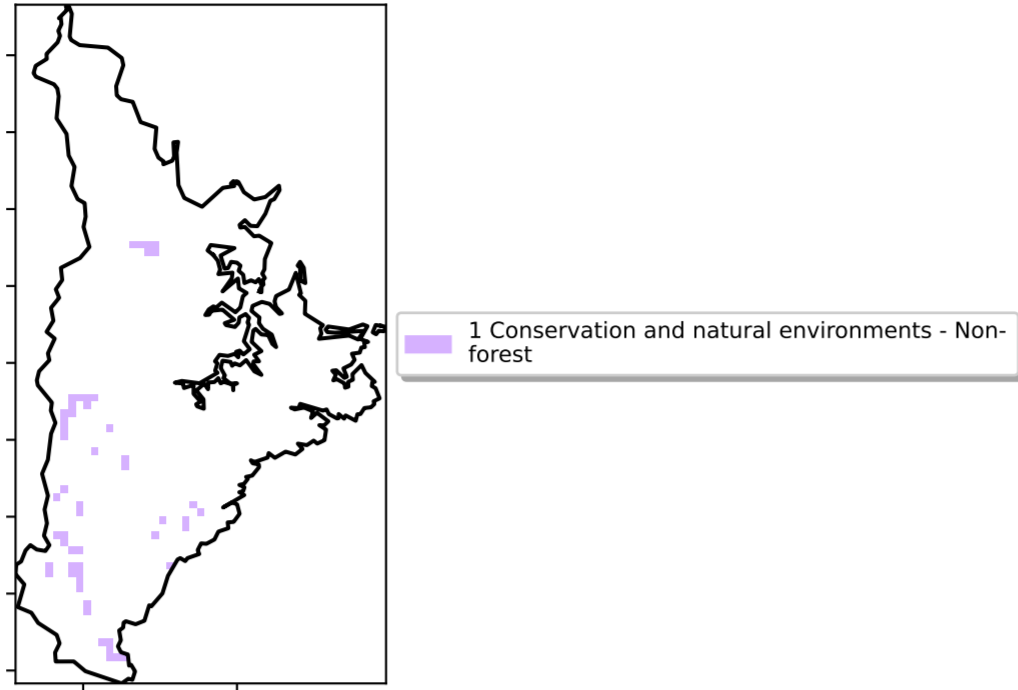 1 Conservation and natural environments - Non-
forest